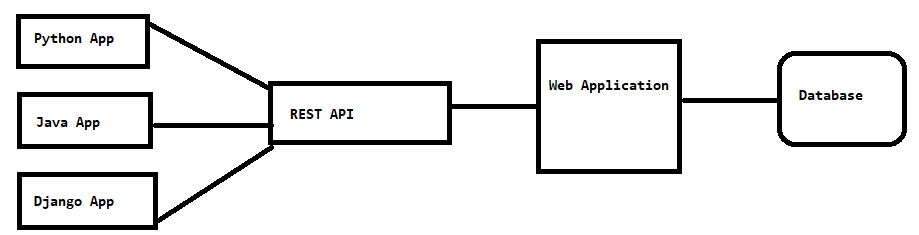 Python App
Java App
Django App
REST API
Web Application
Database